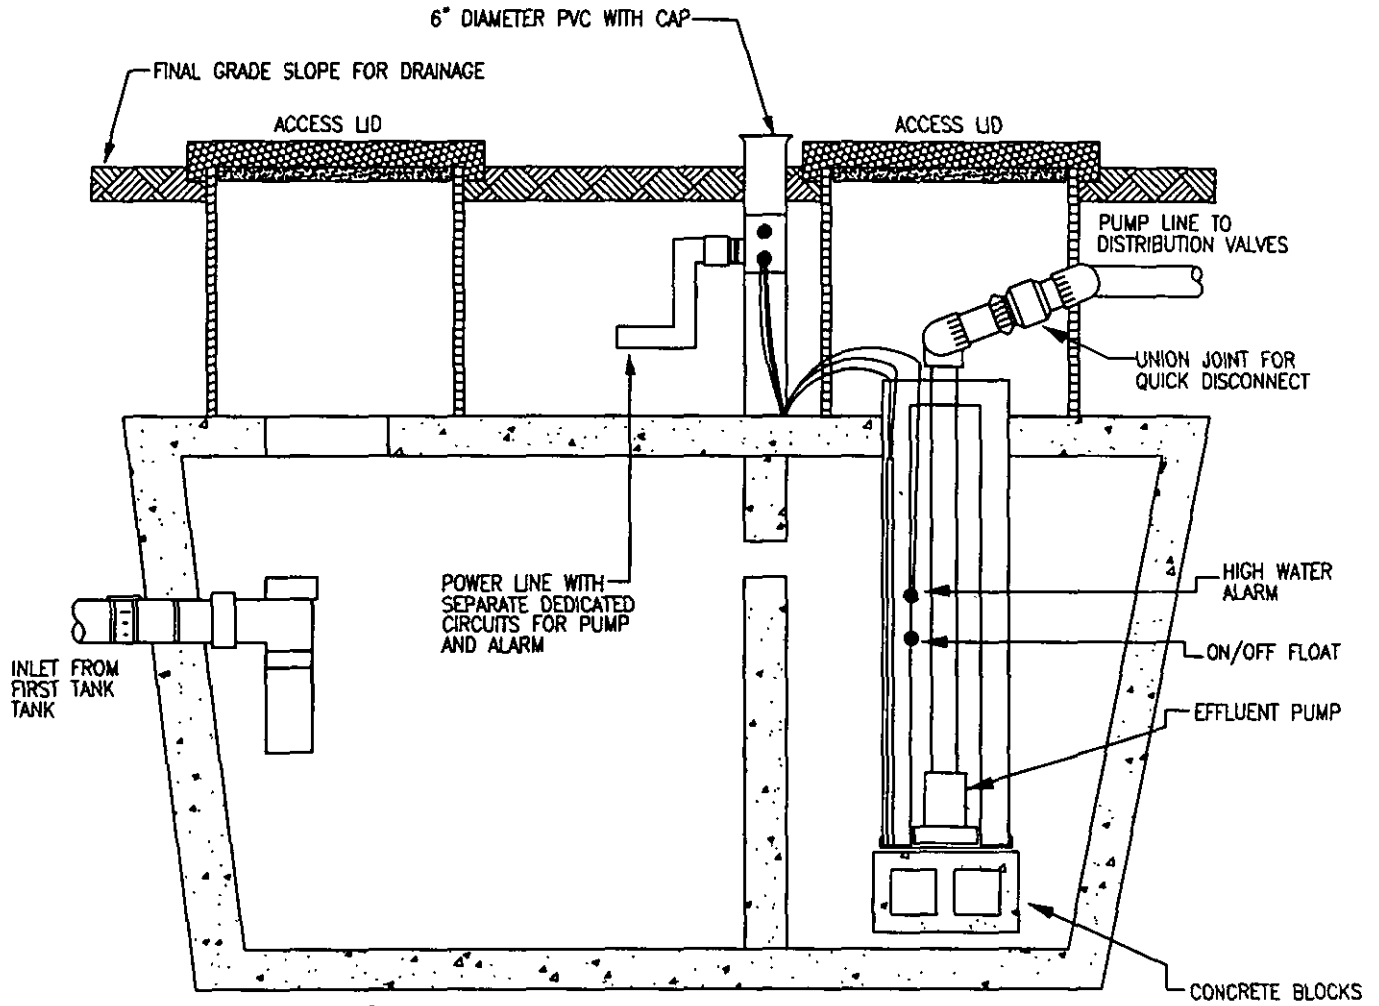 6" DIAMETER PVC WITH CAP
FINAL GRADE SLOPE FOR DRAINAGE
ACCESS LID
ACCESS LID
PUMP LINE TO
DISTRIBUTION VALVES
UNION JOINT FOR
QUICK DISCONNECT
POWER LINE WITH
SEPARATE DEDICATED
CIRCUITS FOR PUMP
AND ALARM
HIGH WATER
ALARM
ON/OFF FLOAT
INLET FROM
FIRST TANK
TANK
EFFLUENT PUMP
CONCRETE BLOCKS